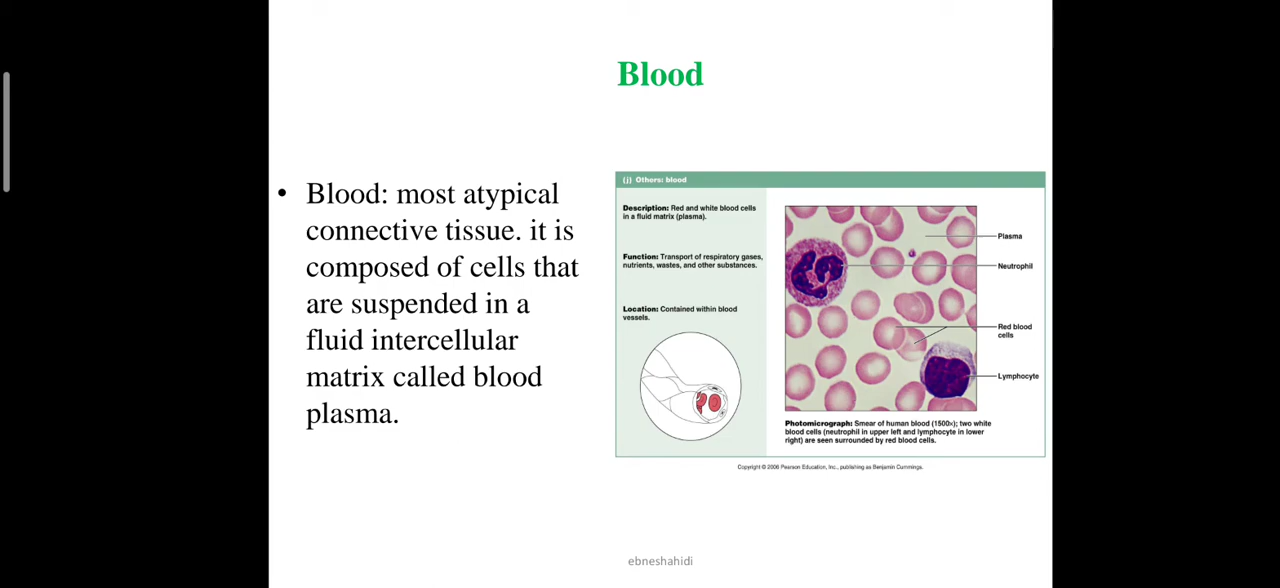 Blood
• Blood: most atypical
connective tissue. it is
composed of cells that
are suspended in a
fluid intercellular
matrix called blood
plasma.
(j) Others: blood
Description: Red and white blood cells
in a fluid matrix (plasma).
Function: Transport of respiratory gases,
nutrients, wastes, and other substances.
Location: Contained within blood
vessels.
Plasma
Neutrophil
Red blood
cells
Lymphocyte
Photomicrograph: Smear of human blood (1500×); two white
blood cells (neutrophil in upper left and lymphocyte in lower
right) are seen surrounded by red blood cells.
Copyright © 2006 Pearson Education, Inc., publishing as Benjamin Cummings.
ebneshahidi